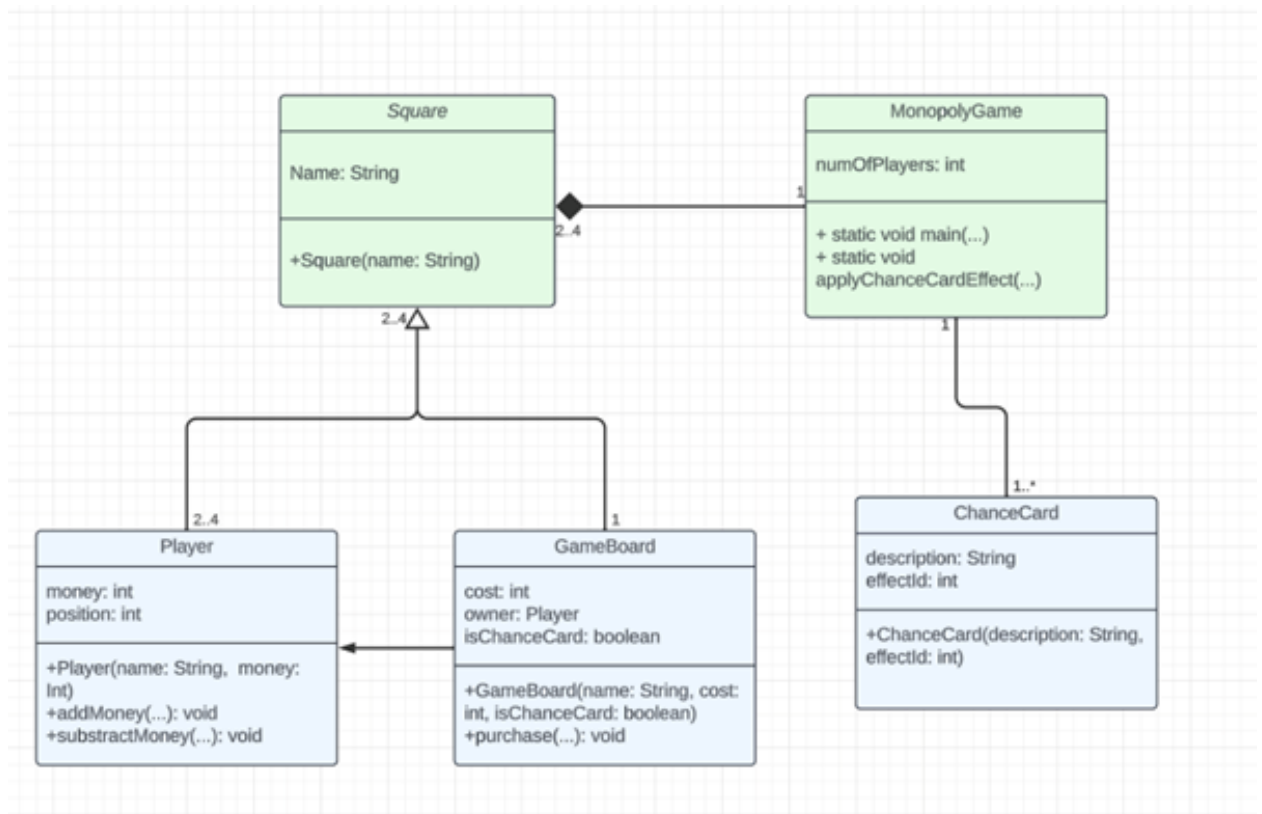 Square
Name: String
+Square(name: String)
2..4
1
MonopolyGame
numOfPlayers: int
+ static void main(...)
+ static void
applyChanceCardEffect(...)
2..4
1
2..4
1
1..*
Player
money: int
position: int
+Player(name: String, money:
Int)
+addMoney(...): void
+substractMoney(...): void
GameBoard
cost: int
owner: Player
isChanceCard: boolean
+GameBoard(name: String, cost:
int, isChanceCard: boolean)
+purchase(...): void
ChanceCard
description: String
effectId: int
+ChanceCard(description: String,
effectId: int)